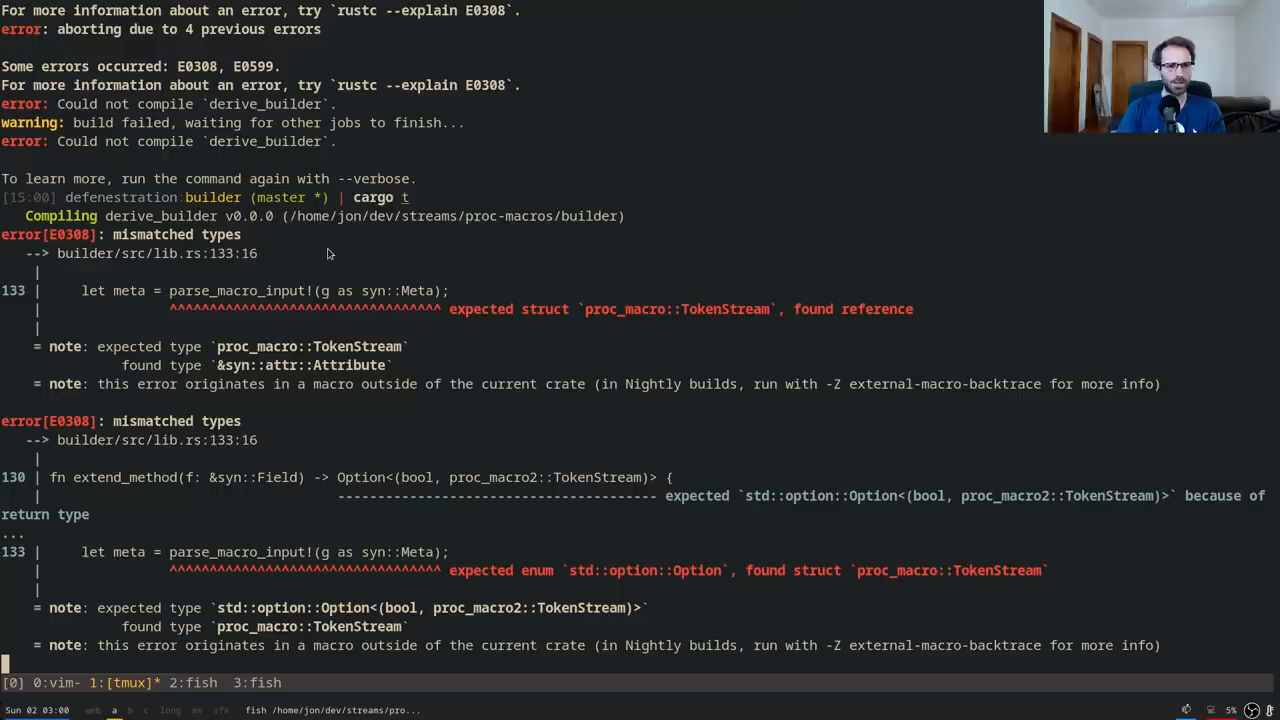 For more information about an error, try `rustc --explain E0308`.
error: aborting due to 4 previous errors
Some errors occurred: E0308, E0599.
For more information about an error, try `rustc --explain E0308`.
error: Could not compile `derive_builder`.
warning: build failed, waiting for other jobs to finish...
error: Could not compile `derive_builder`.
To learn more, run the command again with --verbose.
[15:00] defenestration:builder (master *) | cargo t
   Compiling derive_builder v0.0.0 (/home/jon/dev/streams/proc-macros/builder)
error[E0308]: mismatched types
   --> builder/src/lib.rs:133:16
    |
133 |     let meta = parse_macro_input!(g as syn::Meta);
    |                ^^^^^^^^^^^^^^^^^^^^^^^^^^^^^^^^^^ expected struct `proc_macro::TokenStream`, found reference
    |
    = note: expected type `proc_macro::TokenStream`
               found type `&syn::attr::Attribute`
    = note: this error originates in a macro outside of the current crate (in Nightly builds, run with -Z external-macro-backtrace for more info)
error[E0308]: mismatched types
   --> builder/src/lib.rs:133:16
    |
130 | fn extend_method(f: &syn::Field) -> Option<(bool, proc_macro2::TokenStream)> {
    |                                     ---------------------------------------- expected `std::option::Option<(bool, proc_macro2::TokenStream)>` because of
return type
...
133 |     let meta = parse_macro_input!(g as syn::Meta);
    |                ^^^^^^^^^^^^^^^^^^^^^^^^^^^^^^^^^^ expected enum `std::option::Option`, found struct `proc_macro::TokenStream`
    |
    = note: expected type `std::option::Option<(bool, proc_macro2::TokenStream)>`
               found type `proc_macro::TokenStream`
    = note: this error originates in a macro outside of the current crate (in Nightly builds, run with -Z external-macro-backtrace for more info)
[0] 0:vim- 1:[tmux]* 2:fish  3:fish
Sun 02 03:00 web a b c long mx sfx fish /home/jon/dev/streams/pro... 5%